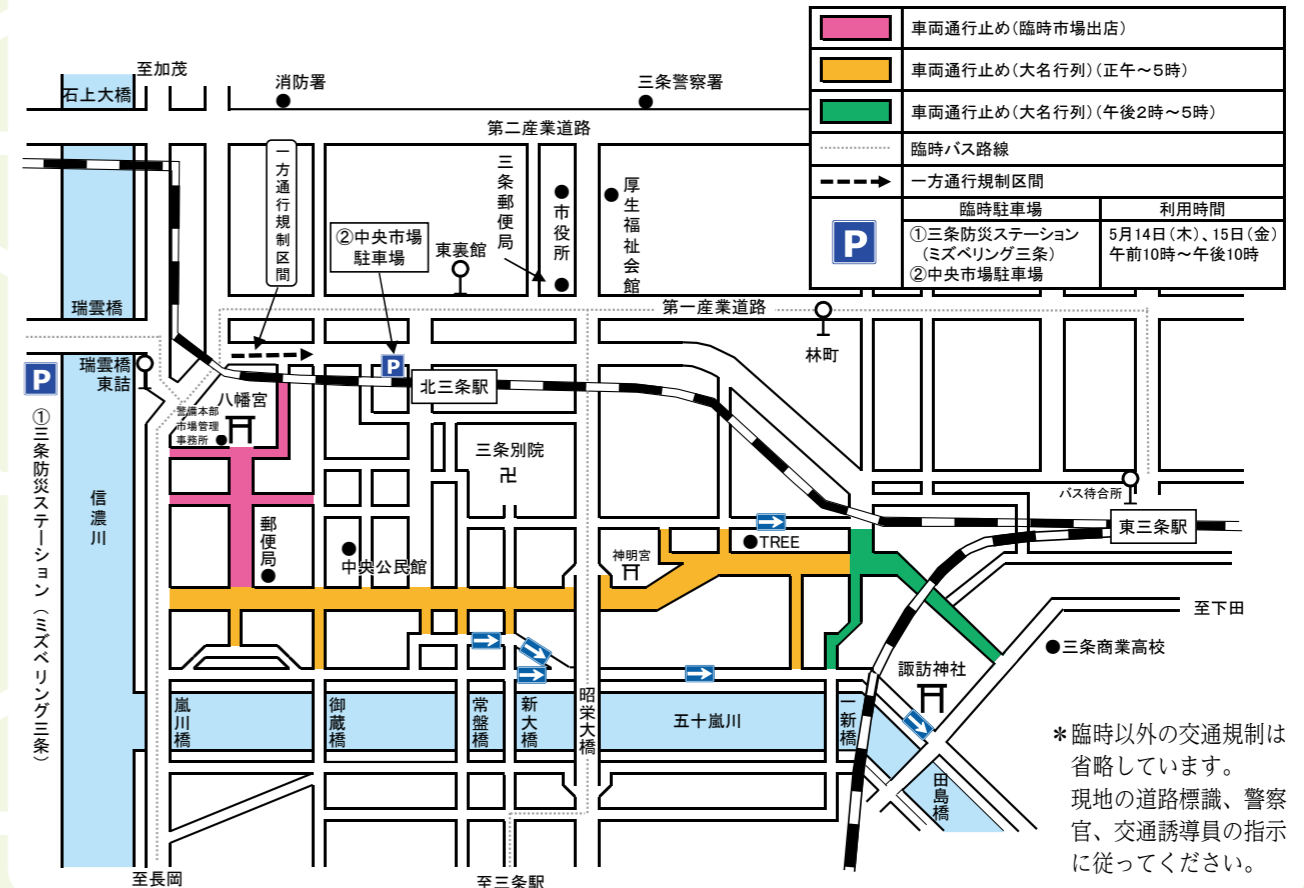 車両通行止め(臨時市場出店)
車両通行止め(大名行列)(正午～5時)
車両通行止め(大名行列)(午後2時～5時)
臨時バス路線
一方通行規制区間
P
臨時駐車場
利用時間
①三条防災ステーション
(ミズベリング三条)
②中央市場駐車場
5月14日(木)、15日(金)
午前10時～午後10時
至加茂
石上大橋
消防署
三条警察署
第二産業道路
一方通行規制区間
②中央市場
駐車場
東裏館
三条郵便局
市役所
厚生福祉会館
瑞雲橋
第一産業道路
林町
瑞雲橋
東詰
P
P
北三条駅
①三条防災ステーション(ミズベリング三条)
警備本部
市場管理
事務所
八幡宮
三条別院
卍
信濃川
郵便局
中央公民館
神明宮
TREE
バス待合所
東三条駅
至下田
三条商業高校
諏訪神社
嵐川橋
御蔵橋
常盤橋
新大橋
昭栄大橋
五十嵐川
一新橋
田島橋
至長岡
至三条駅
＊臨時以外の交通規制は
省略しています。
現地の道路標識、警察
官、交通誘導員の指示
に従ってください。